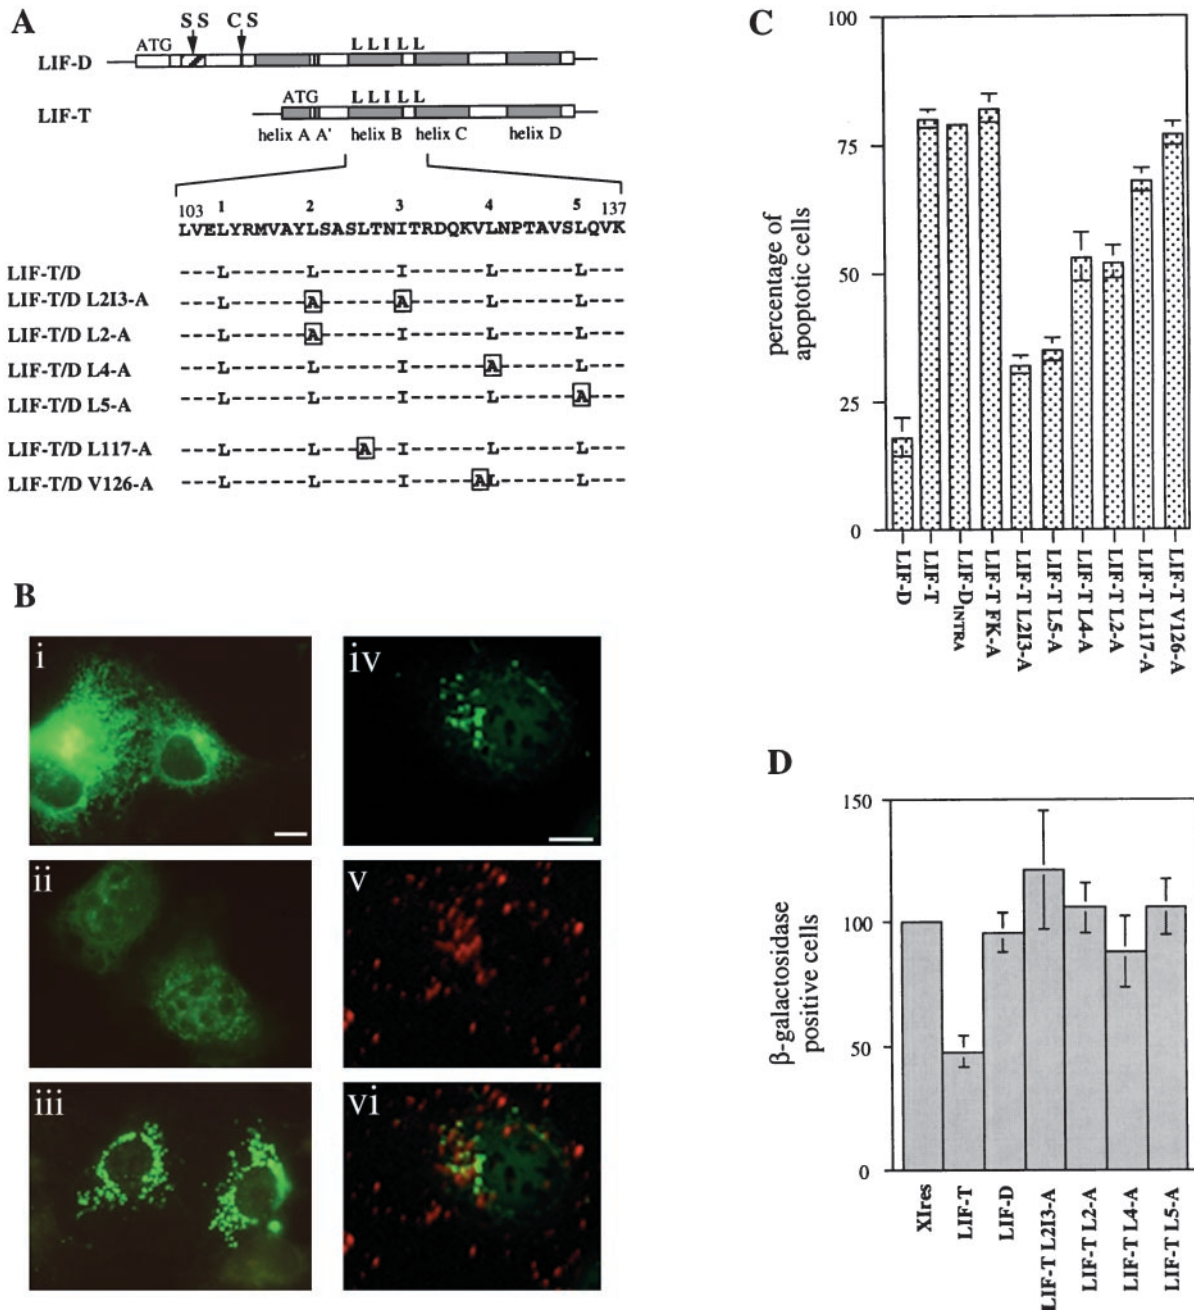 A
S S C S
ATG L L I L L
LIF-D
ATG L L I L L
LIF-T
helix A A' helix B helix C helix D
103 1 2 3 4 5 137
LVELYRMVAYLSASLTNITRDQKVLNPTAVSLQVK
LIF-T/D ---L------L------I------L------L----
LIF-T/D L2I3-A ---L------A------A------L------L----
LIF-T/D L2-A ---L------A------I------L------L----
LIF-T/D L4-A ---L------L------I------A------L----
LIF-T/D L5-A ---L------L------I------L------A----
LIF-T/D L117-A ---L------L---A--I------L------L----
LIF-T/D V126-A ---L------L------I-----AL------L----
B
i
ii
iii
iv
v
vi
C
percentage of
apoptotic cells
100
75
50
25
0
LIF-D
LIF-T
LIF-DINTRA
LIF-T FK-A
LIF-T L2I3-A
LIF-T L5-A
LIF-T L4-A
LIF-T L2-A
LIF-T L117-A
LIF-T V126-A
D
β-galactosidase
positive cells
150
100
50
0
XIres
LIF-T
LIF-D
LIF-T L2I3-A
LIF-T L2-A
LIF-T L4-A
LIF-T L5-A